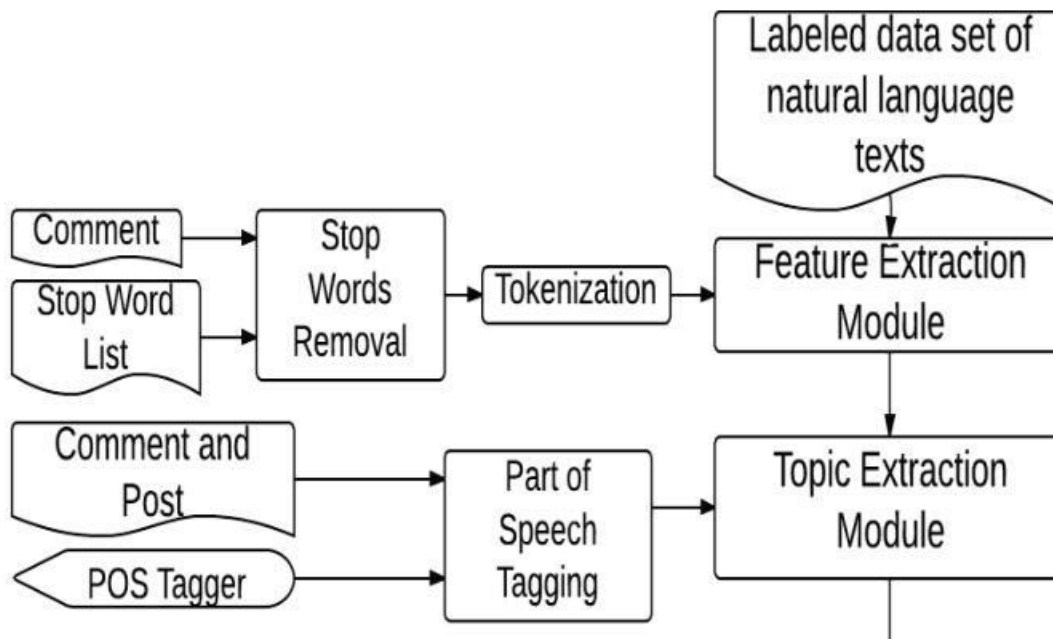 Labeled data set of
natural language
texts
Comment
Stop Word
List
Stop
Words
Removal
Tokenization
Feature Extraction
Module
Comment and
Post
POS Tagger
Part of
Speech
Tagging
Topic Extraction
Module